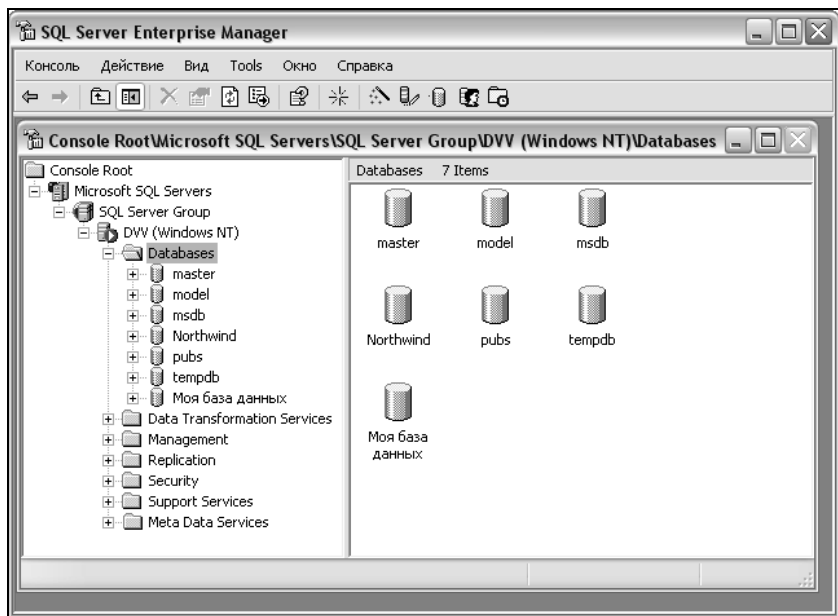 SQL Server Enterprise Manager
Консоль Действие Вид Tools Окно Справка
Console Root\Microsoft SQL Servers\SQL Server Group\DVV (Windows NT)\Databases
Console Root
Microsoft SQL Servers
SQL Server Group
DVV (Windows NT)
Databases
master
model
msdb
Northwind
pubs
tempdb
Моя база данных
Data Transformation Services
Management
Replication
Security
Support Services
Meta Data Services
Databases 7 Items
master model msdb
Northwind pubs tempdb
Моя база
данных